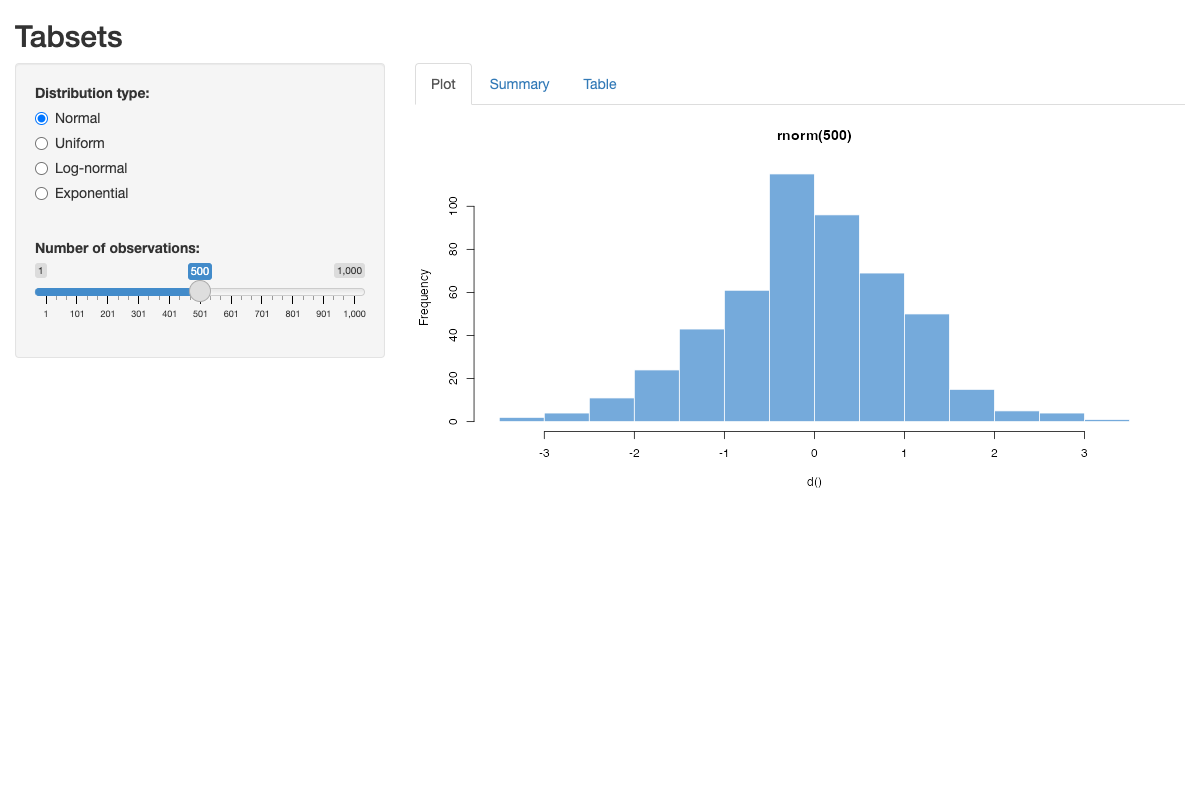 Tabsets
Distribution type:
Normal
Uniform
Log-normal
Exponential
Number of observations:
1 500 1,000
1 101 201 301 401 501 601 701 801 901 1,000
Plot Summary Table
rnorm(500)
Frequency
100
80
60
40
20
0
-3 -2 -1 0 1 2 3
d()